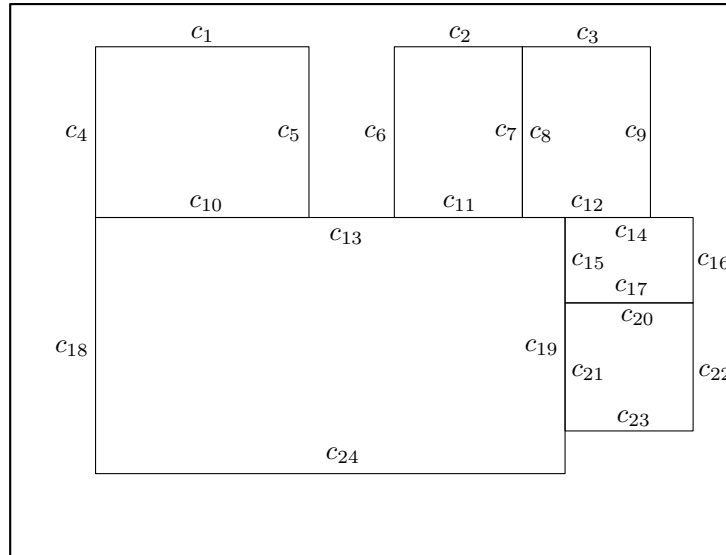 c₁ c₂ c₃
c₄ c₅ c₆ c₇ c₈ c₉
c₁₀ c₁₁ c₁₂
c₁₃ c₁₄
c₁₅ c₁₆
c₁₇
c₂₀
c₁₈ c₁₉ c₂₁ c₂₂
c₂₃
c₂₄